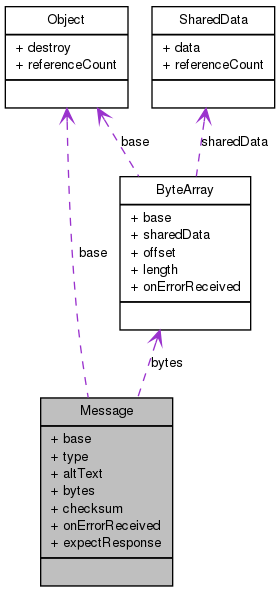 Object
+ destroy
+ referenceCount
SharedData
+ data
+ referenceCount
base
sharedData
ByteArray
+ base
+ sharedData
+ offset
+ length
+ onErrorReceived
base
bytes
Message
+ base
+ type
+ altText
+ bytes
+ checksum
+ onErrorReceived
+ expectResponse